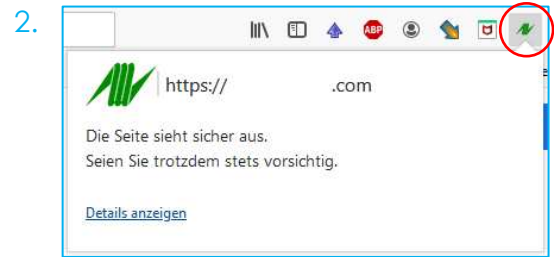 2.
ABP
https:// .com
Die Seite sieht sicher aus.
Seien Sie trotzdem stets vorsichtig.
Details anzeigen